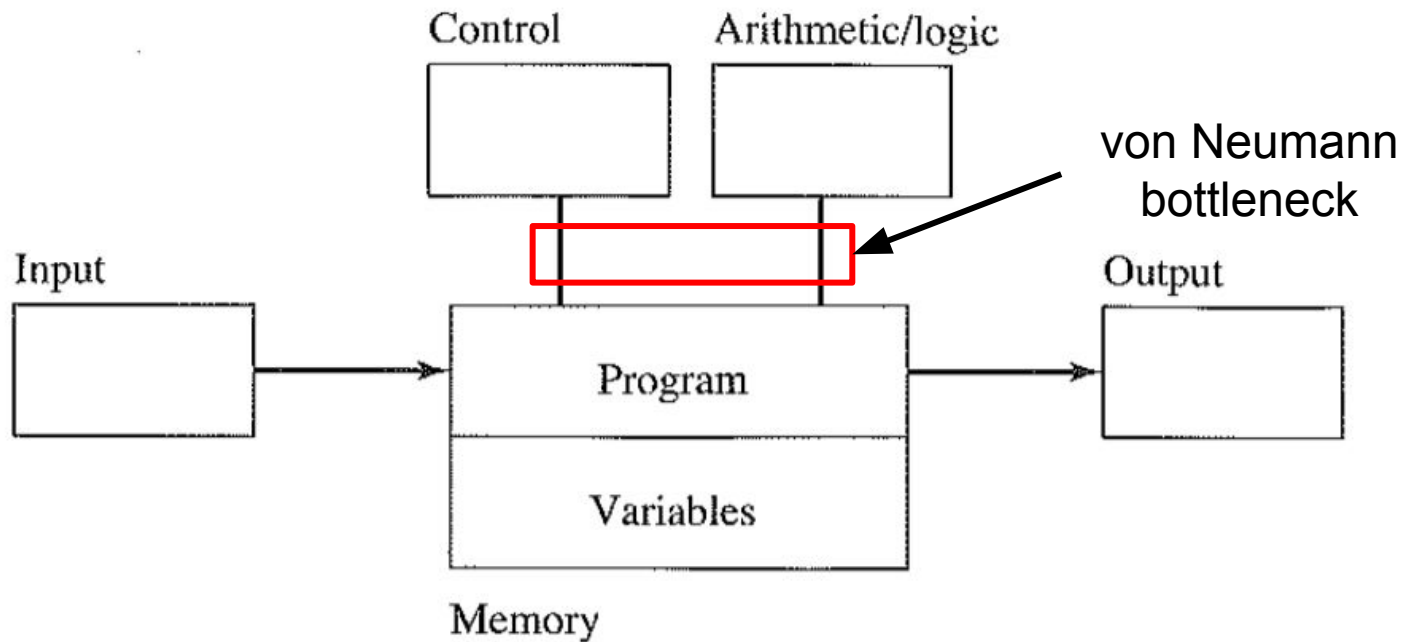 Control
Arithmetic/logic
von Neumann
bottleneck
Input
Output
Program
Variables
Memory